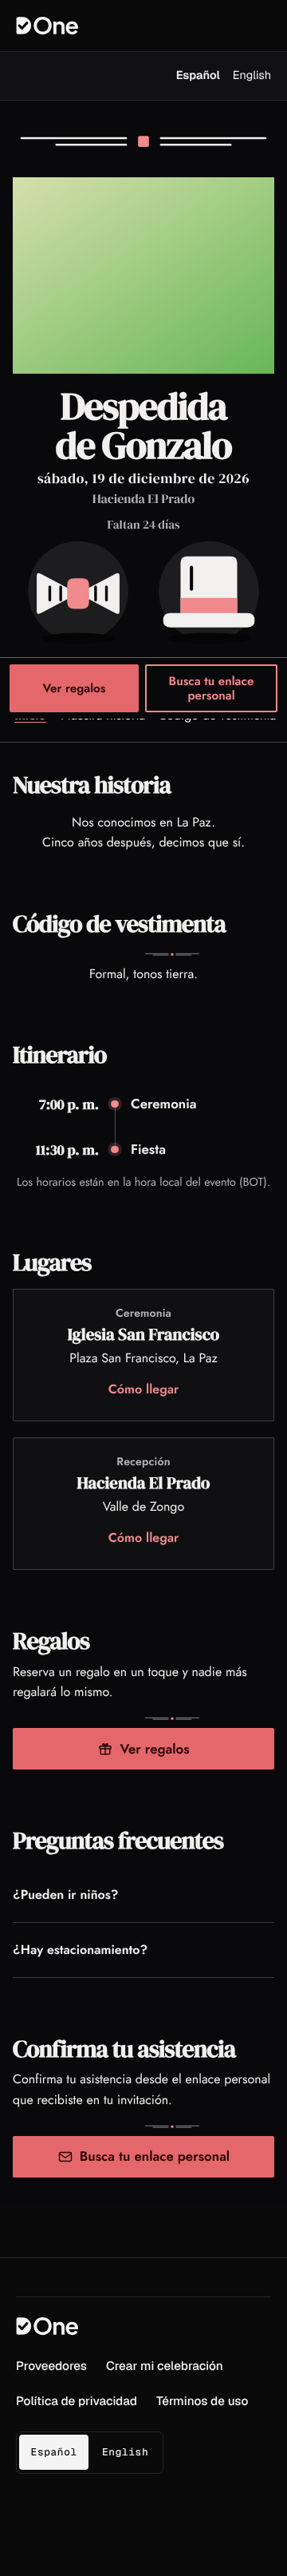 One
Español English
Despedida
de Gonzalo
sábado, 19 de diciembre de 2026
Hacienda El Prado
Faltan 24 días
Ver regalos
Busca tu enlace
personal
Nuestra historia
Nos conocimos en La Paz.
Cinco años después, decimos que sí.
Código de vestimenta
Formal, tonos tierra.
Itinerario
7:00 p. m. Ceremonia
11:30 p. m. Fiesta
Los horarios están en la hora local del evento (BOT).
Lugares
Ceremonia
Iglesia San Francisco
Plaza San Francisco, La Paz
Cómo llegar
Recepción
Hacienda El Prado
Valle de Zongo
Cómo llegar
Regalos
Reserva un regalo en un toque y nadie más
regalará lo mismo.
Ver regalos
Preguntas frecuentes
¿Pueden ir niños?
¿Hay estacionamiento?
Confirma tu asistencia
Confirma tu asistencia desde el enlace personal
que recibiste en tu invitación.
Busca tu enlace personal
One
Proveedores Crear mi celebración
Política de privacidad Términos de uso
Español English